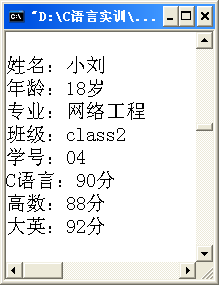 "D:\C语言实训\...
姓名：小刘
年龄：18岁
专业：网络工程
班级：class2
学号：04
C语言：90分
高数：88分
大英：92分